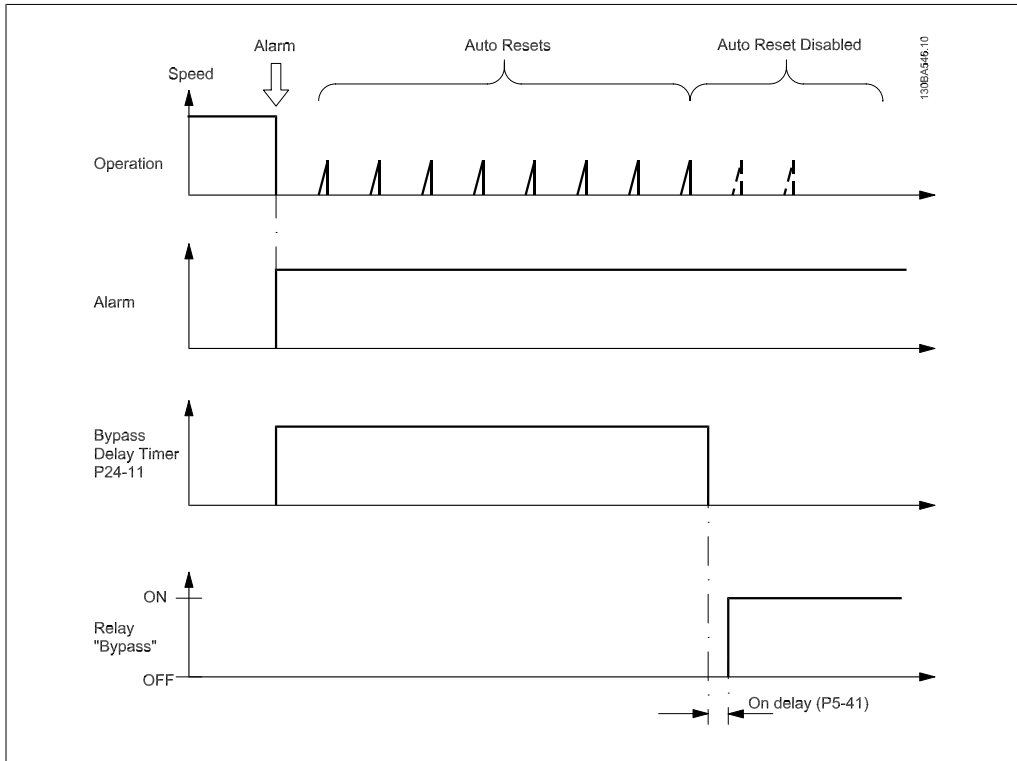 Alarm
Auto Resets
Auto Reset Disabled
130BA546.10
Speed
Operation
Alarm
Bypass
Delay Timer
P24-11
ON
Relay
"Bypass"
OFF
On delay (P5-41)